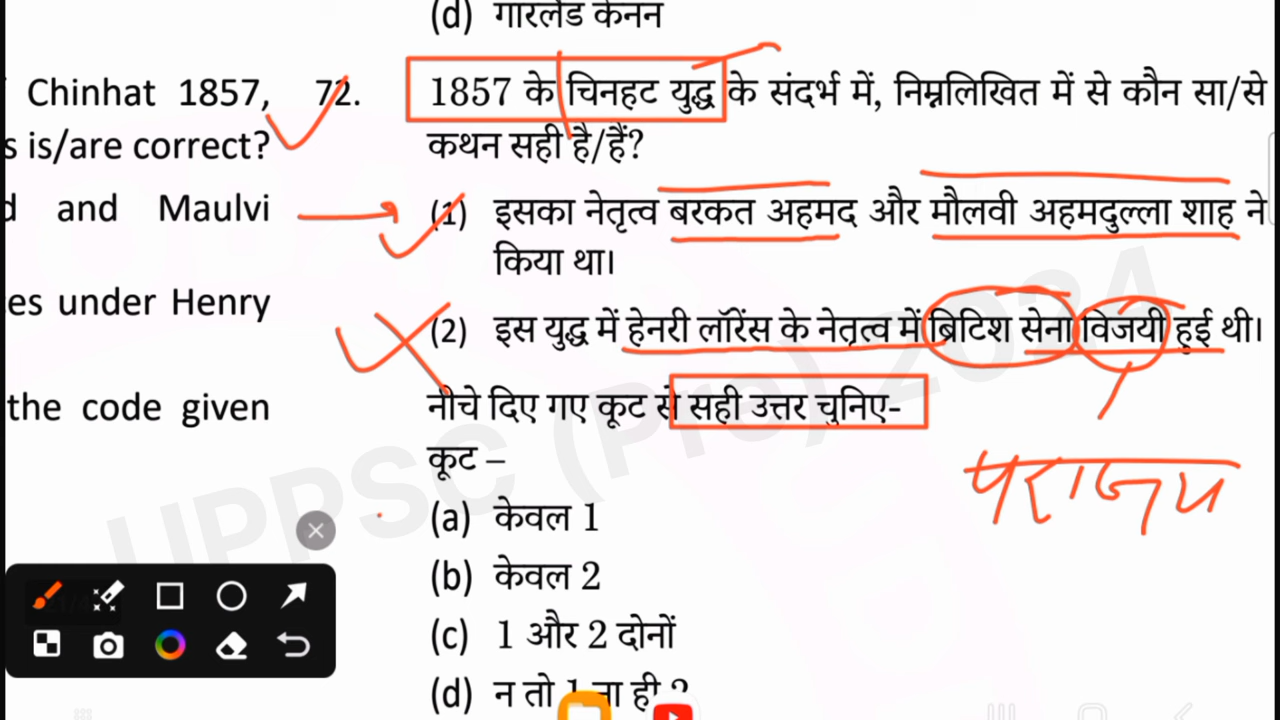 (d) गारलैंड केनन
Chinhat 1857,
s is/are correct?
d and Maulvi
es under Henry
the code given
72. 1857 के चिनहट युद्ध के संदर्भ में, निम्नलिखित में से कौन सा/से
कथन सही है/हैं?
(1) इसका नेतृत्व बरकत अहमद और मौलवी अहमदुल्ला शाह ने
किया था।
(2) इस युद्ध में हेनरी लॉरेंस के नेतृत्व में ब्रिटिश सेना विजयी हुई थी।
नीचे दिए गए कूट से सही उत्तर चुनिए-
कूट –
पराजय
(a) केवल 1
(b) केवल 2
(c) 1 और 2 दोनों
(d) न तो 1 ना ही 2
UPPSC (Pre) 2024